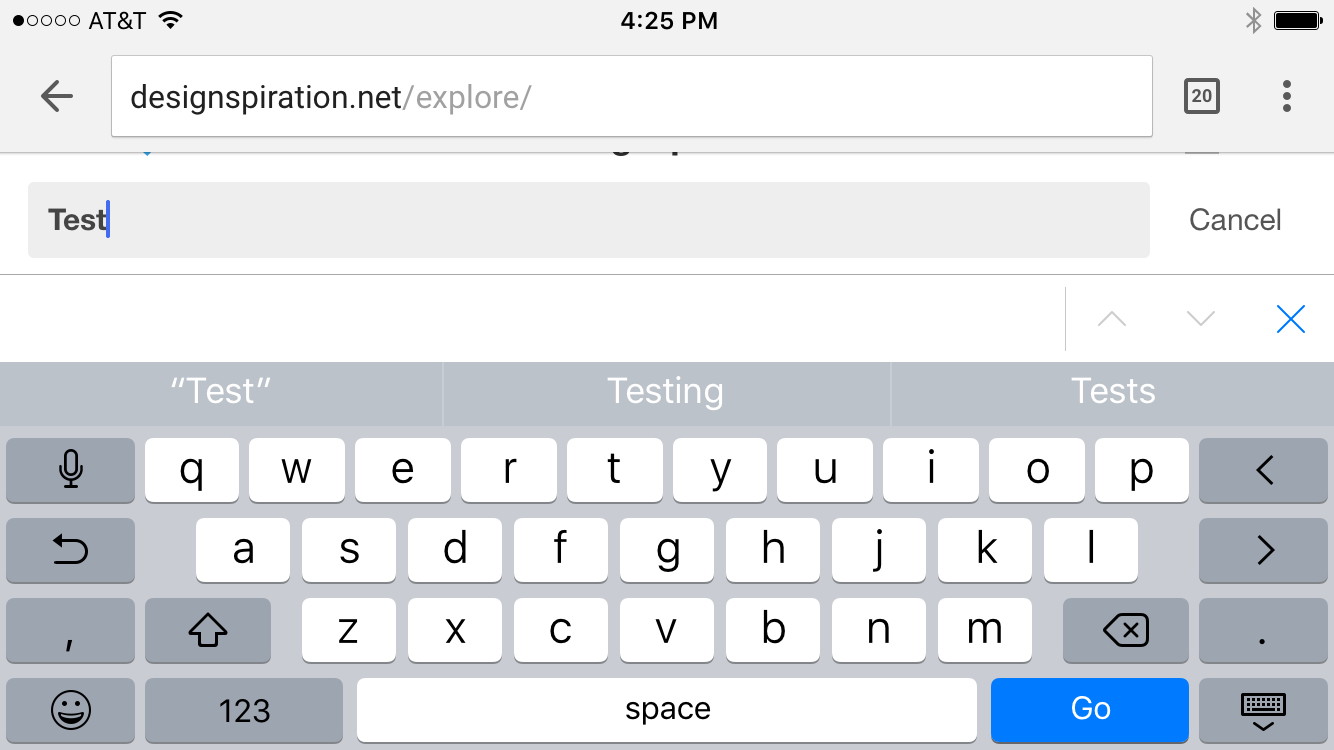 AT&T 4:25 PM
designspiration.net/explore/ 20
Test Cancel
“Test” Testing Tests
q w e r t y u i o p <
a s d f g h j k l >
, z x c v b n m .
123 space Go